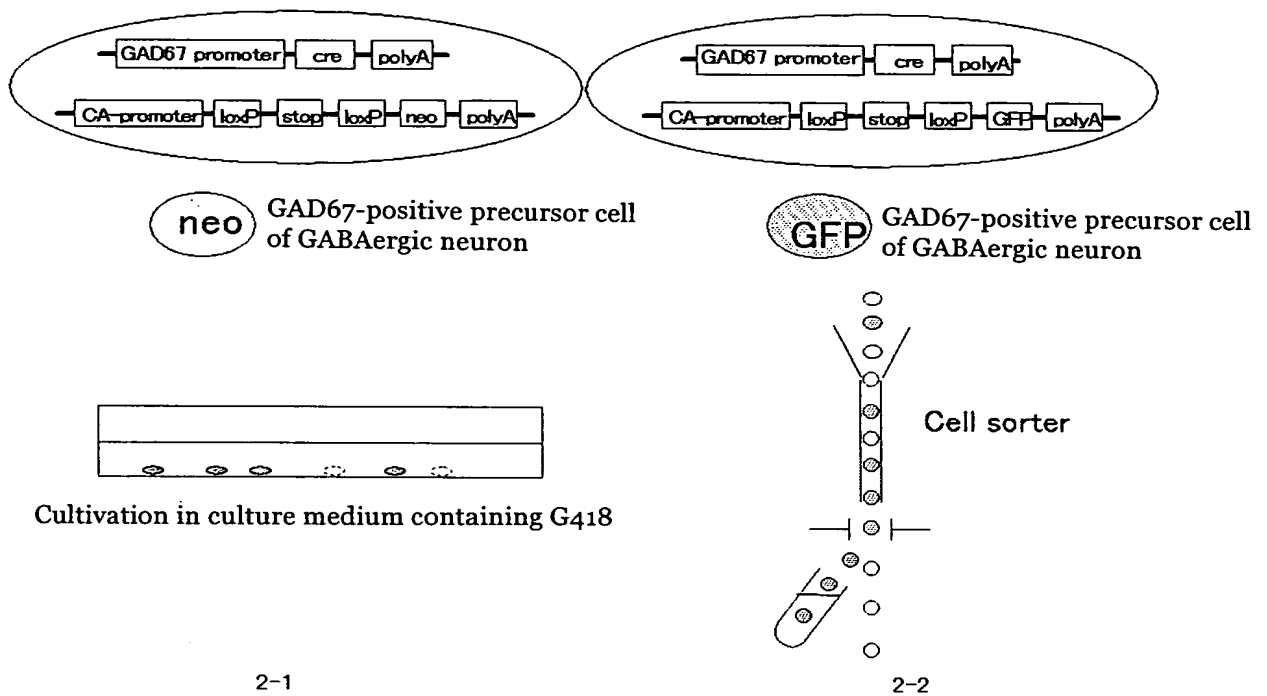 GAD67 promoter cre polyA
CA-promoter loxP stop loxP neo polyA
neo
GAD67-positive precursor cell
of GABAergic neuron
Cultivation in culture medium containing G418
2-1
GAD67 promoter cre polyA
CA-promoter loxP stop loxP GFP polyA
GFP
GAD67-positive precursor cell
of GABAergic neuron
Cell sorter
2-2